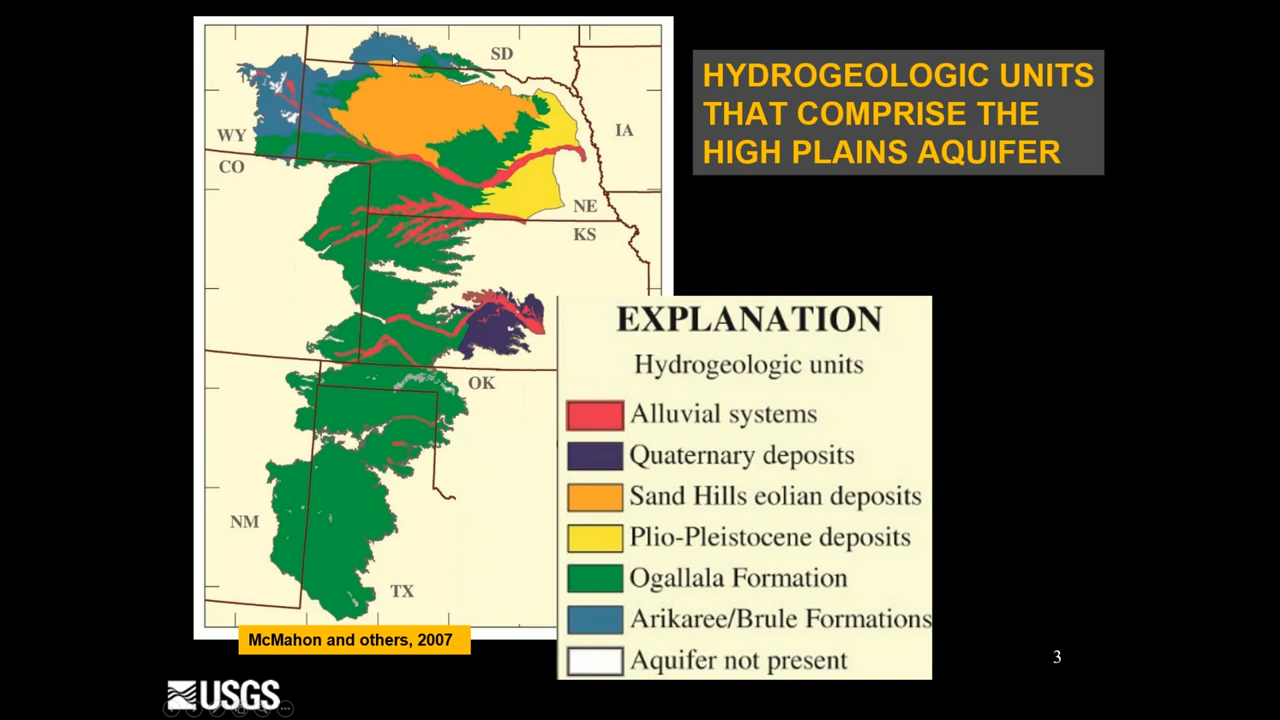 HYDROGEOLOGIC UNITS
THAT COMPRISE THE
HIGH PLAINS AQUIFER
SD
WY
IA
CO
NE
KS
OK
NM
TX
EXPLANATION
Hydrogeologic units
Alluvial systems
Quaternary deposits
Sand Hills eolian deposits
Plio-Pleistocene deposits
Ogallala Formation
Arikaree/Brule Formations
Aquifer not present
McMahon and others, 2007
3
USGS